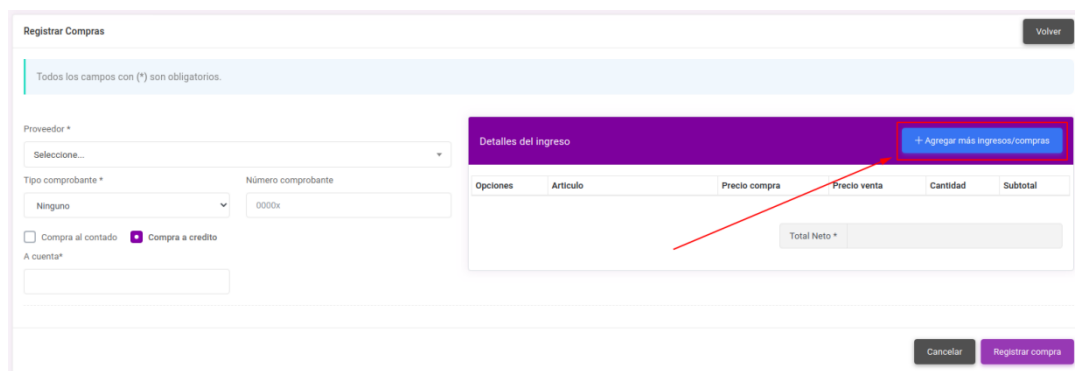 Registrar Compras
Volver
Todos los campos con (*) son obligatorios.
Proveedor *
Seleccione...
Tipo comprobante *
Número comprobante
Ninguno
0000x
Compra al contado
Compra a credito
A cuenta*
Detalles del ingreso
+ Agregar más ingresos/compras
Opciones Articulo Precio compra Precio venta Cantidad Subtotal
Total Neto *
Cancelar
Registrar compra